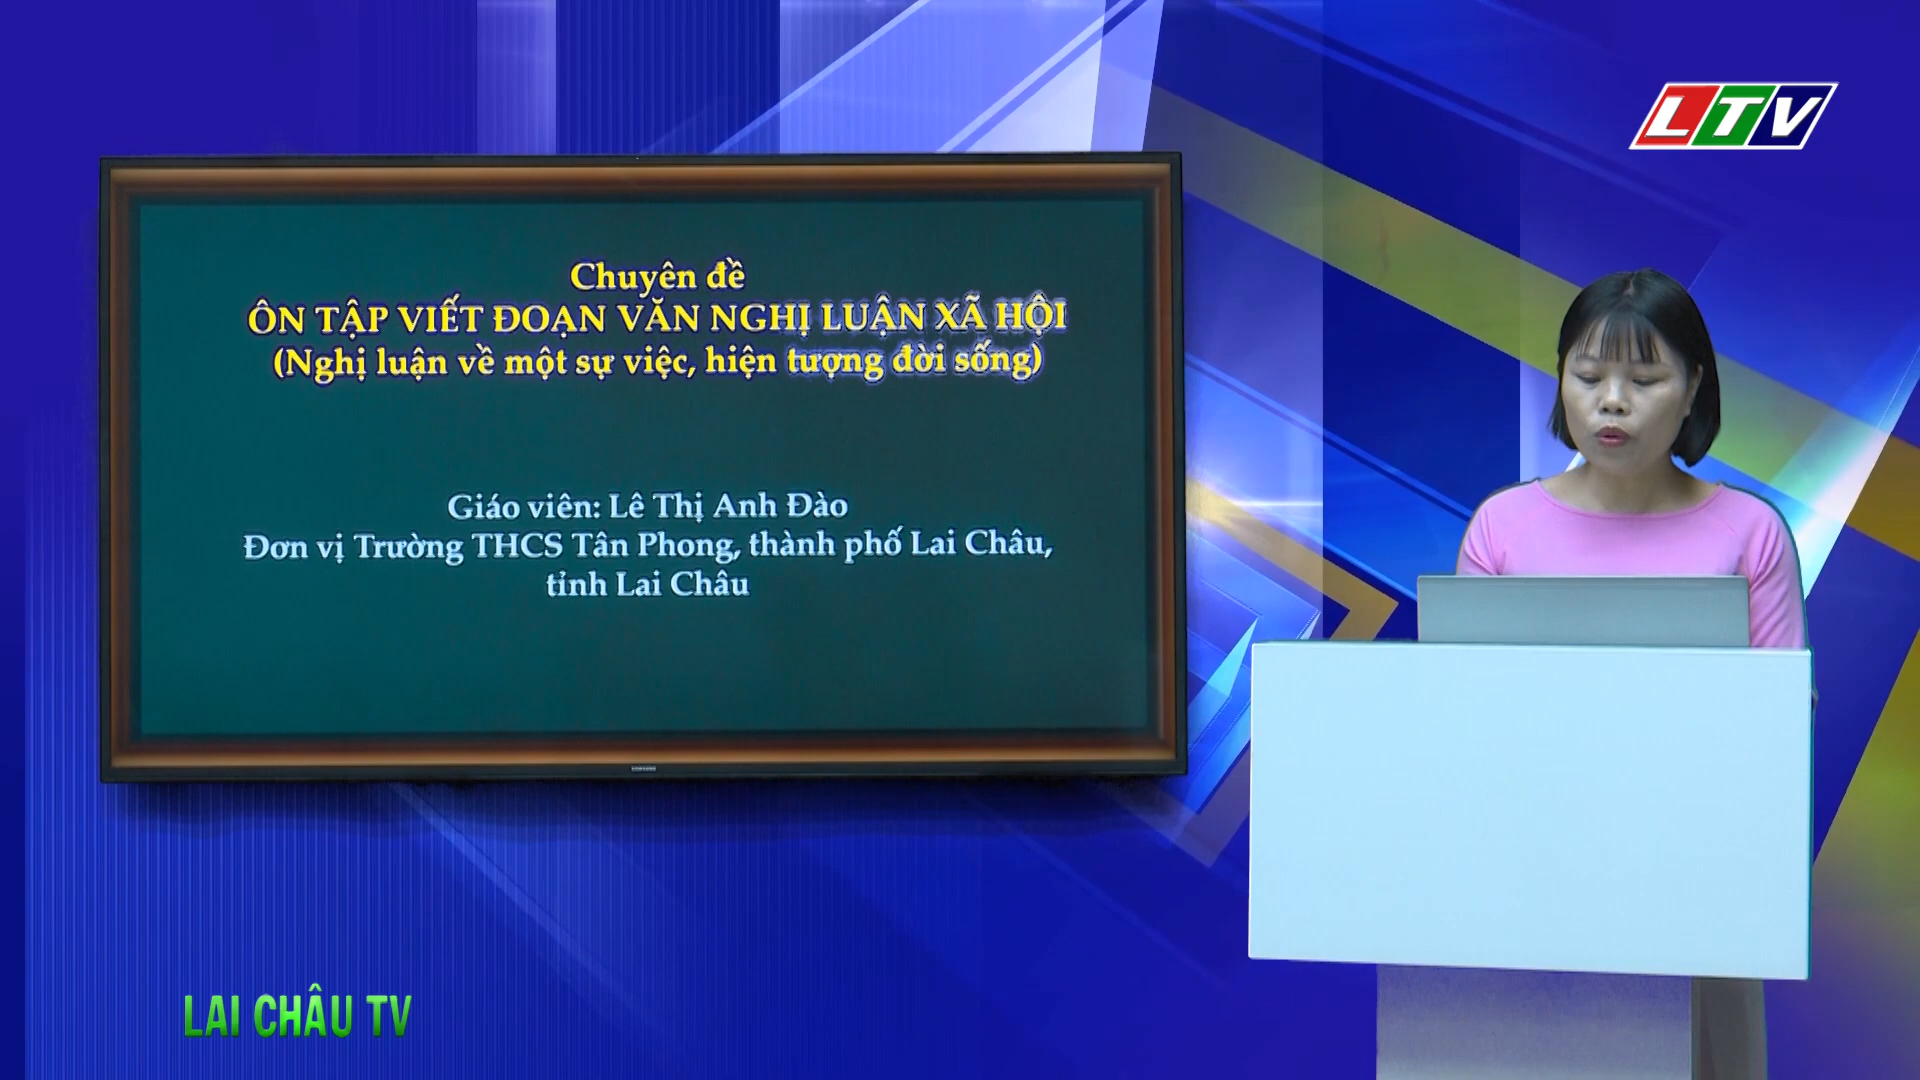 LTV
Chuyên đề
ÔN TẬP VIẾT ĐOẠN VĂN NGHỊ LUẬN XÃ HỘI
(Nghị luận về một sự việc, hiện tượng đời sống)
Giáo viên: Lê Thị Anh Đào
Đơn vị Trường THCS Tân Phong, thành phố Lai Châu,
tỉnh Lai Châu
SAMSUNG
LAI CHÂU TV